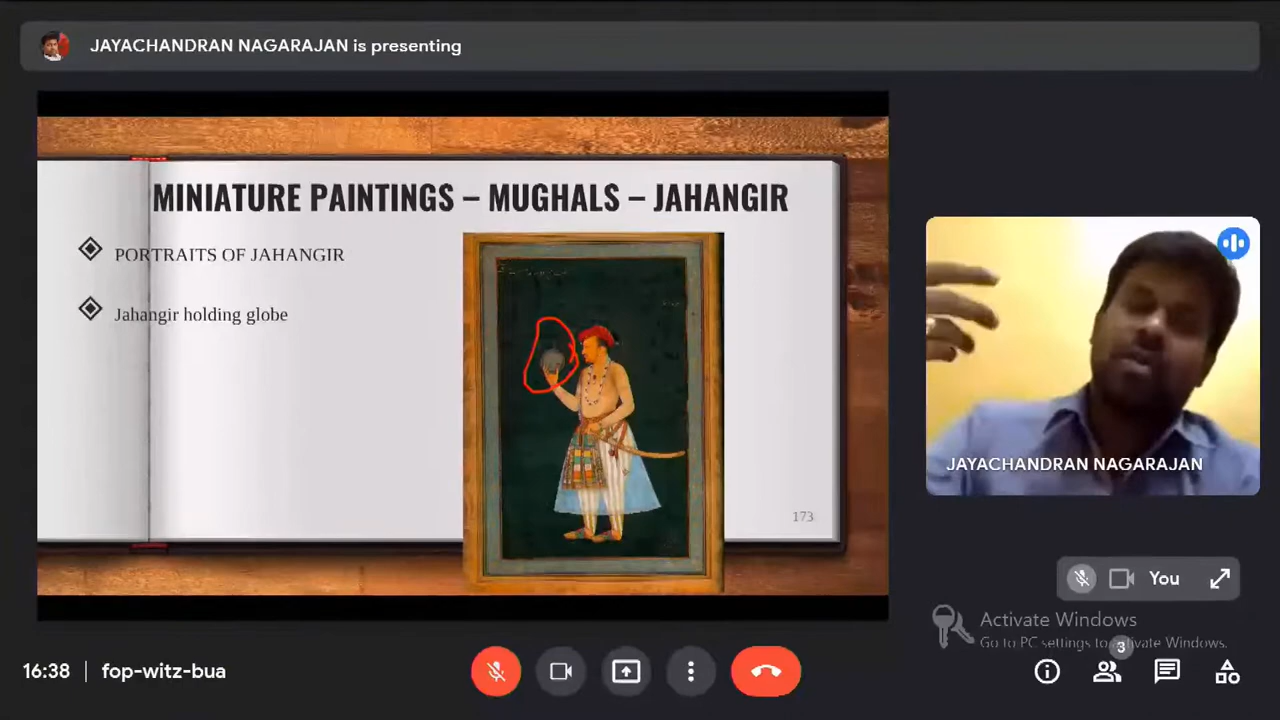 JAYACHANDRAN NAGARAJAN is presenting
MINIATURE PAINTINGS – MUGHALS – JAHANGIR
PORTRAITS OF JAHANGIR
Jahangir holding globe
173
JAYACHANDRAN NAGARAJAN
You
Activate Windows
Go to PC settings to activate Windows.
3
16:38 | fop-witz-bua